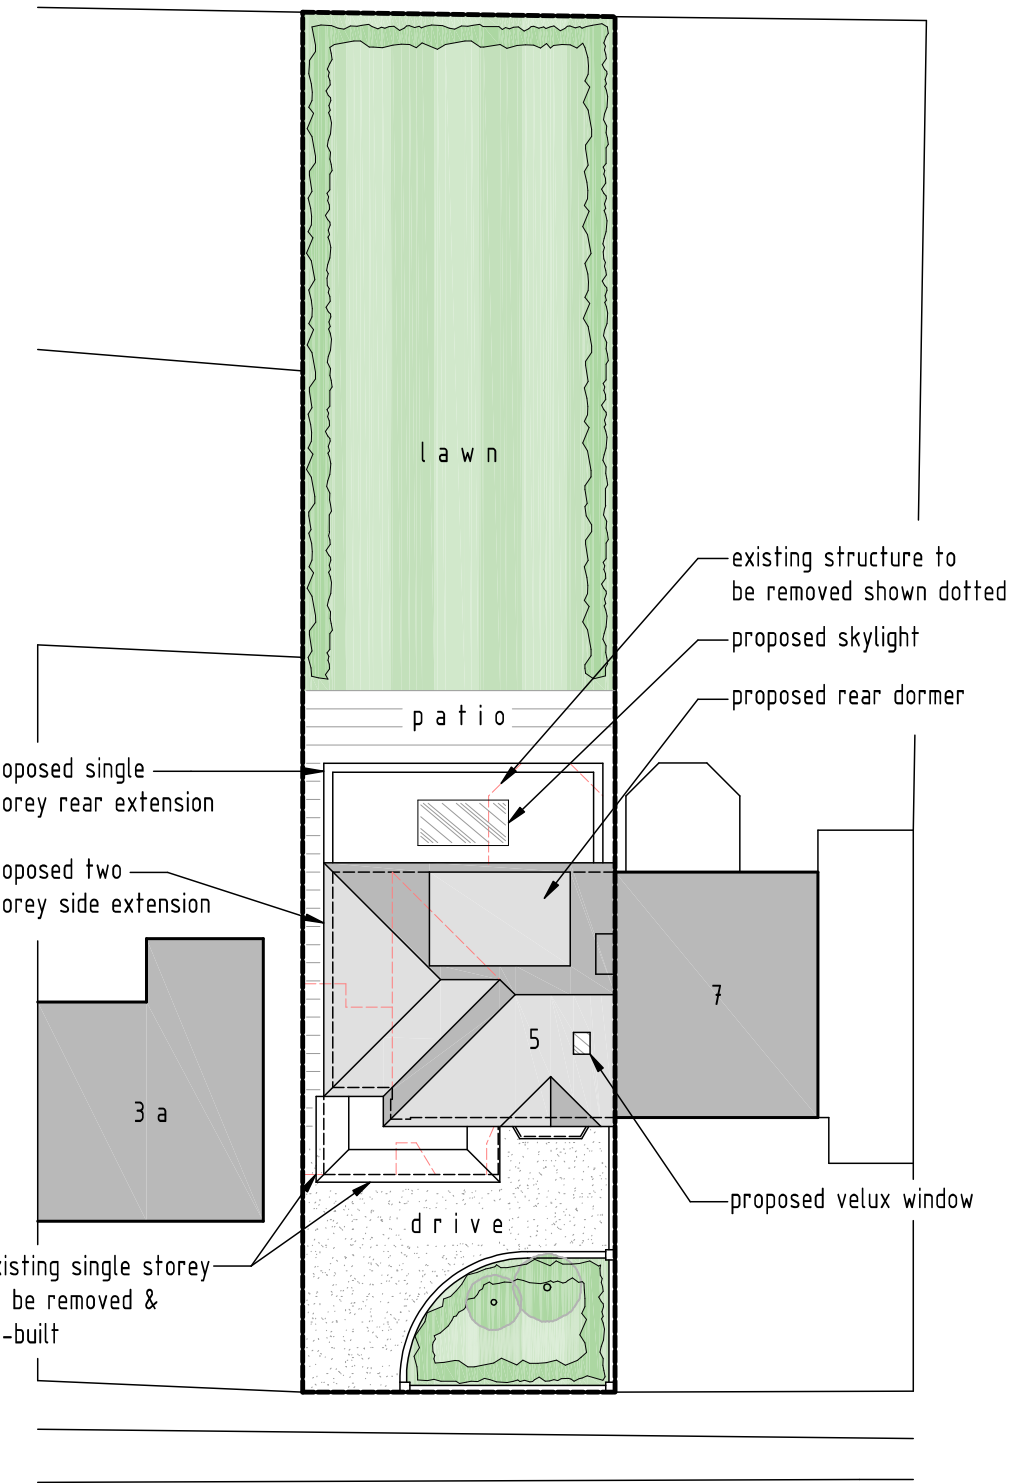 lawn
existing structure to
be removed shown dotted
proposed skylight
proposed rear dormer
patio
oposed single
orey rear extension
oposed two
orey side extension
7
5
3a
proposed velux window
drive
isting single storey
be removed &
-built